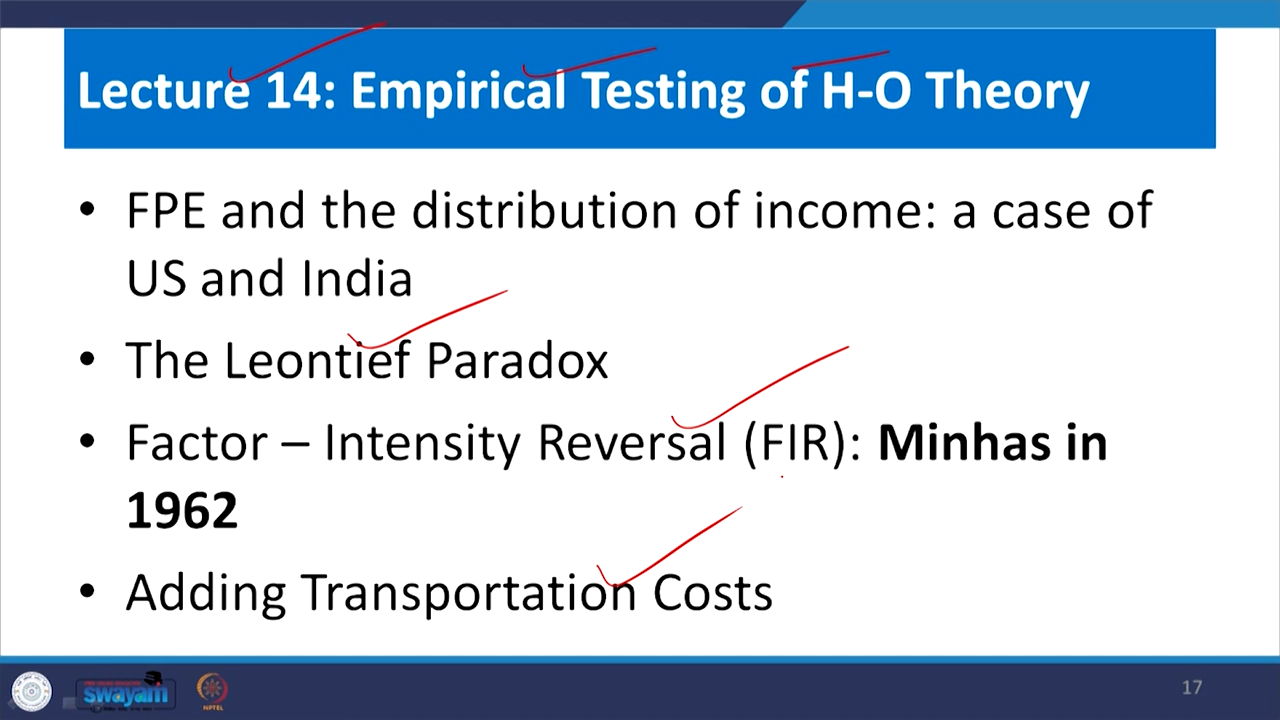 Lecture 14: Empirical Testing of H-O Theory
• FPE and the distribution of income: a case of
US and India
• The Leontief Paradox
• Factor – Intensity Reversal (FIR): Minhas in
1962
• Adding Transportation Costs
swayam
NPTEL
17